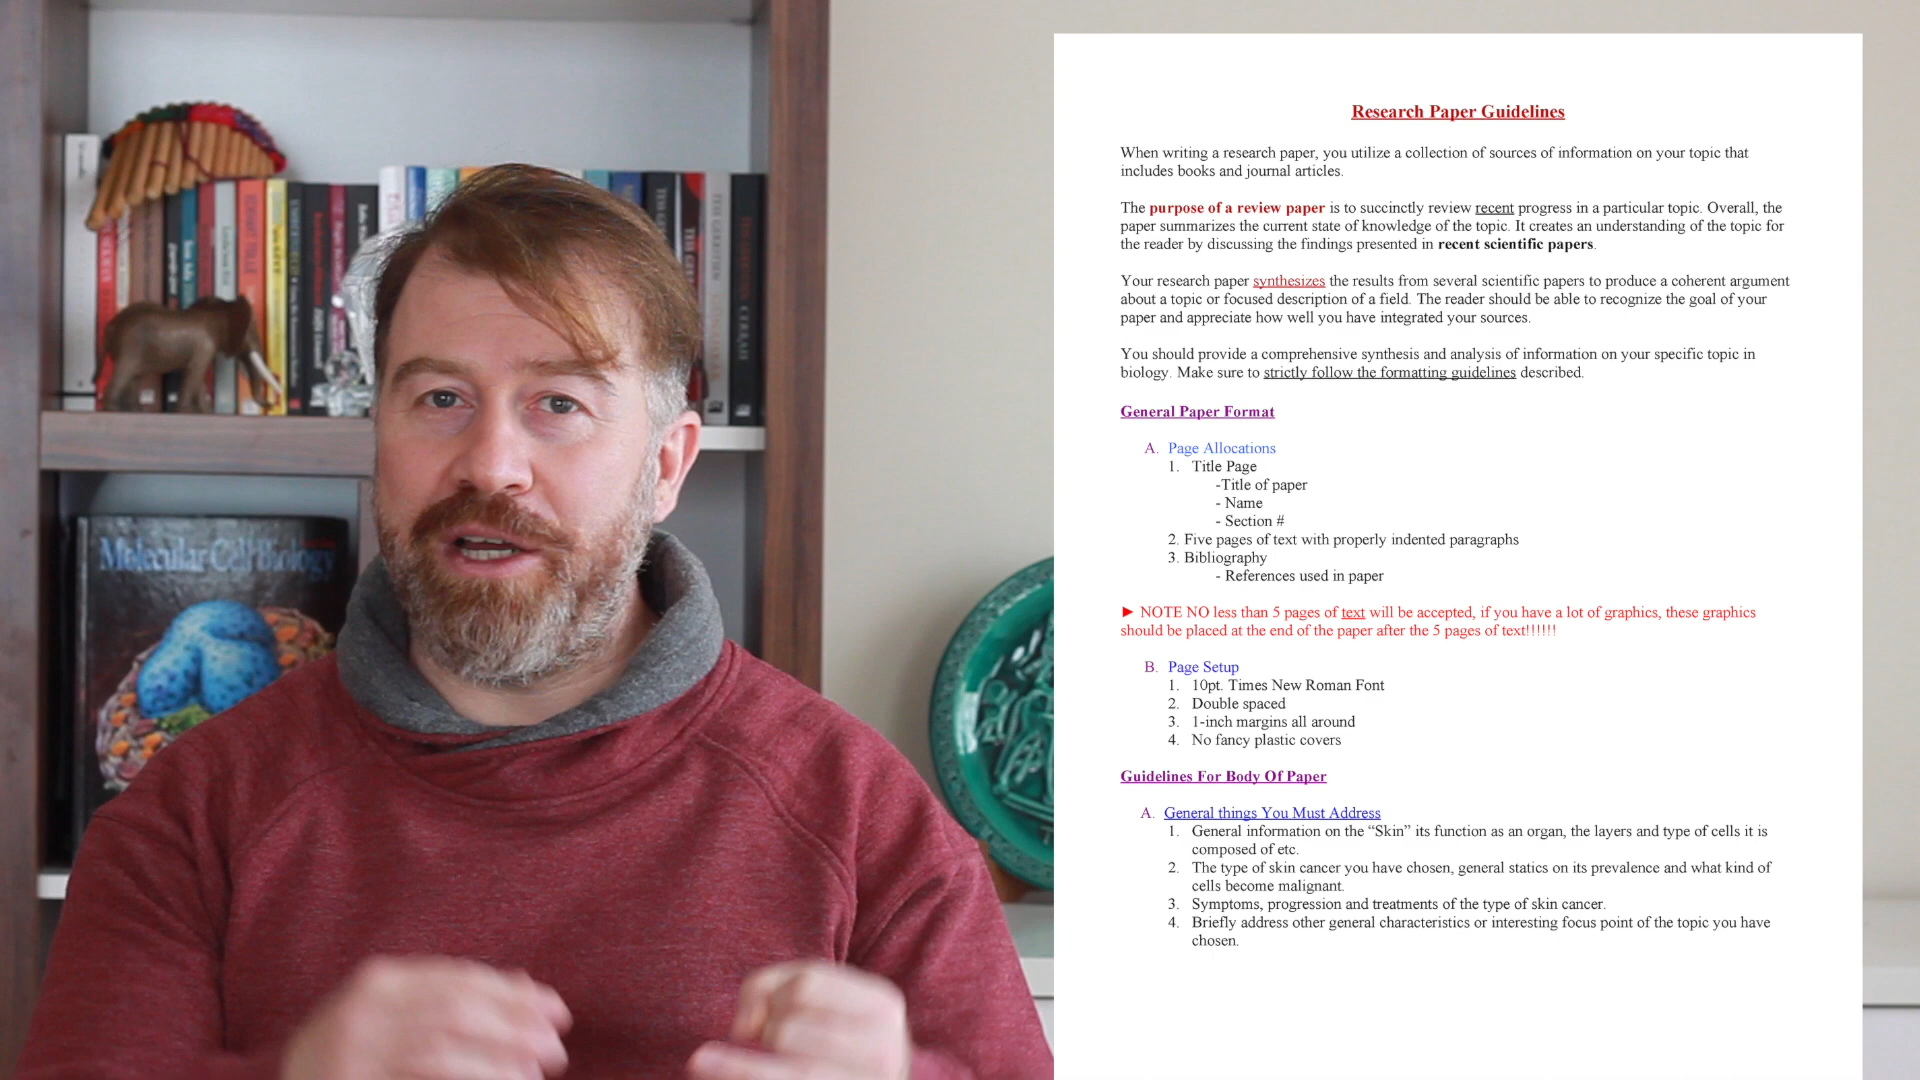 Molecular Cell Biology
Research Paper Guidelines
When writing a research paper, you utilize a collection of sources of information on your topic that
includes books and journal articles.
The purpose of a review paper is to succinctly review recent progress in a particular topic. Overall, the
paper summarizes the current state of knowledge of the topic. It creates an understanding of the topic for
the reader by discussing the findings presented in recent scientific papers.
Your research paper synthesizes the results from several scientific papers to produce a coherent argument
about a topic or focused description of a field. The reader should be able to recognize the goal of your
paper and appreciate how well you have integrated your sources.
You should provide a comprehensive synthesis and analysis of information on your specific topic in
biology. Make sure to strictly follow the formatting guidelines described.
General Paper Format
A. Page Allocations
1. Title Page
-Title of paper
- Name
- Section #
2. Five pages of text with properly indented paragraphs
3. Bibliography
- References used in paper
► NOTE NO less than 5 pages of text will be accepted, if you have a lot of graphics, these graphics
should be placed at the end of the paper after the 5 pages of text!!!!!!
B. Page Setup
1. 10pt. Times New Roman Font
2. Double spaced
3. 1-inch margins all around
4. No fancy plastic covers
Guidelines For Body Of Paper
A. General things You Must Address
1. General information on the “Skin” its function as an organ, the layers and type of cells it is
composed of etc.
2. The type of skin cancer you have chosen, general statics on its prevalence and what kind of
cells become malignant.
3. Symptoms, progression and treatments of the type of skin cancer.
4. Briefly address other general characteristics or interesting focus point of the topic you have
chosen.